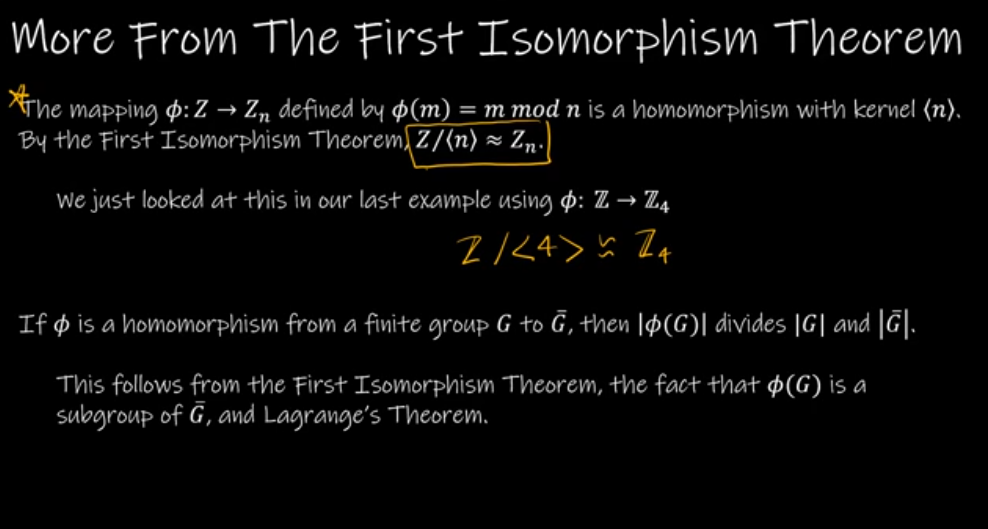 More From The First Isomorphism Theorem
The mapping ϕ: Z → Zₙ defined by ϕ(m) = m mod n is a homomorphism with kernel ⟨n⟩.
By the First Isomorphism Theorem, Z/⟨n⟩ ≈ Zₙ.
We just looked at this in our last example using ϕ: ℤ → ℤ₄
ℤ/<4> ≈ ℤ₄
If ϕ is a homomorphism from a finite group G to Ḡ, then |ϕ(G)| divides |G| and |Ḡ|.
This follows from the First Isomorphism Theorem, the fact that ϕ(G) is a
subgroup of Ḡ, and Lagrange's Theorem.